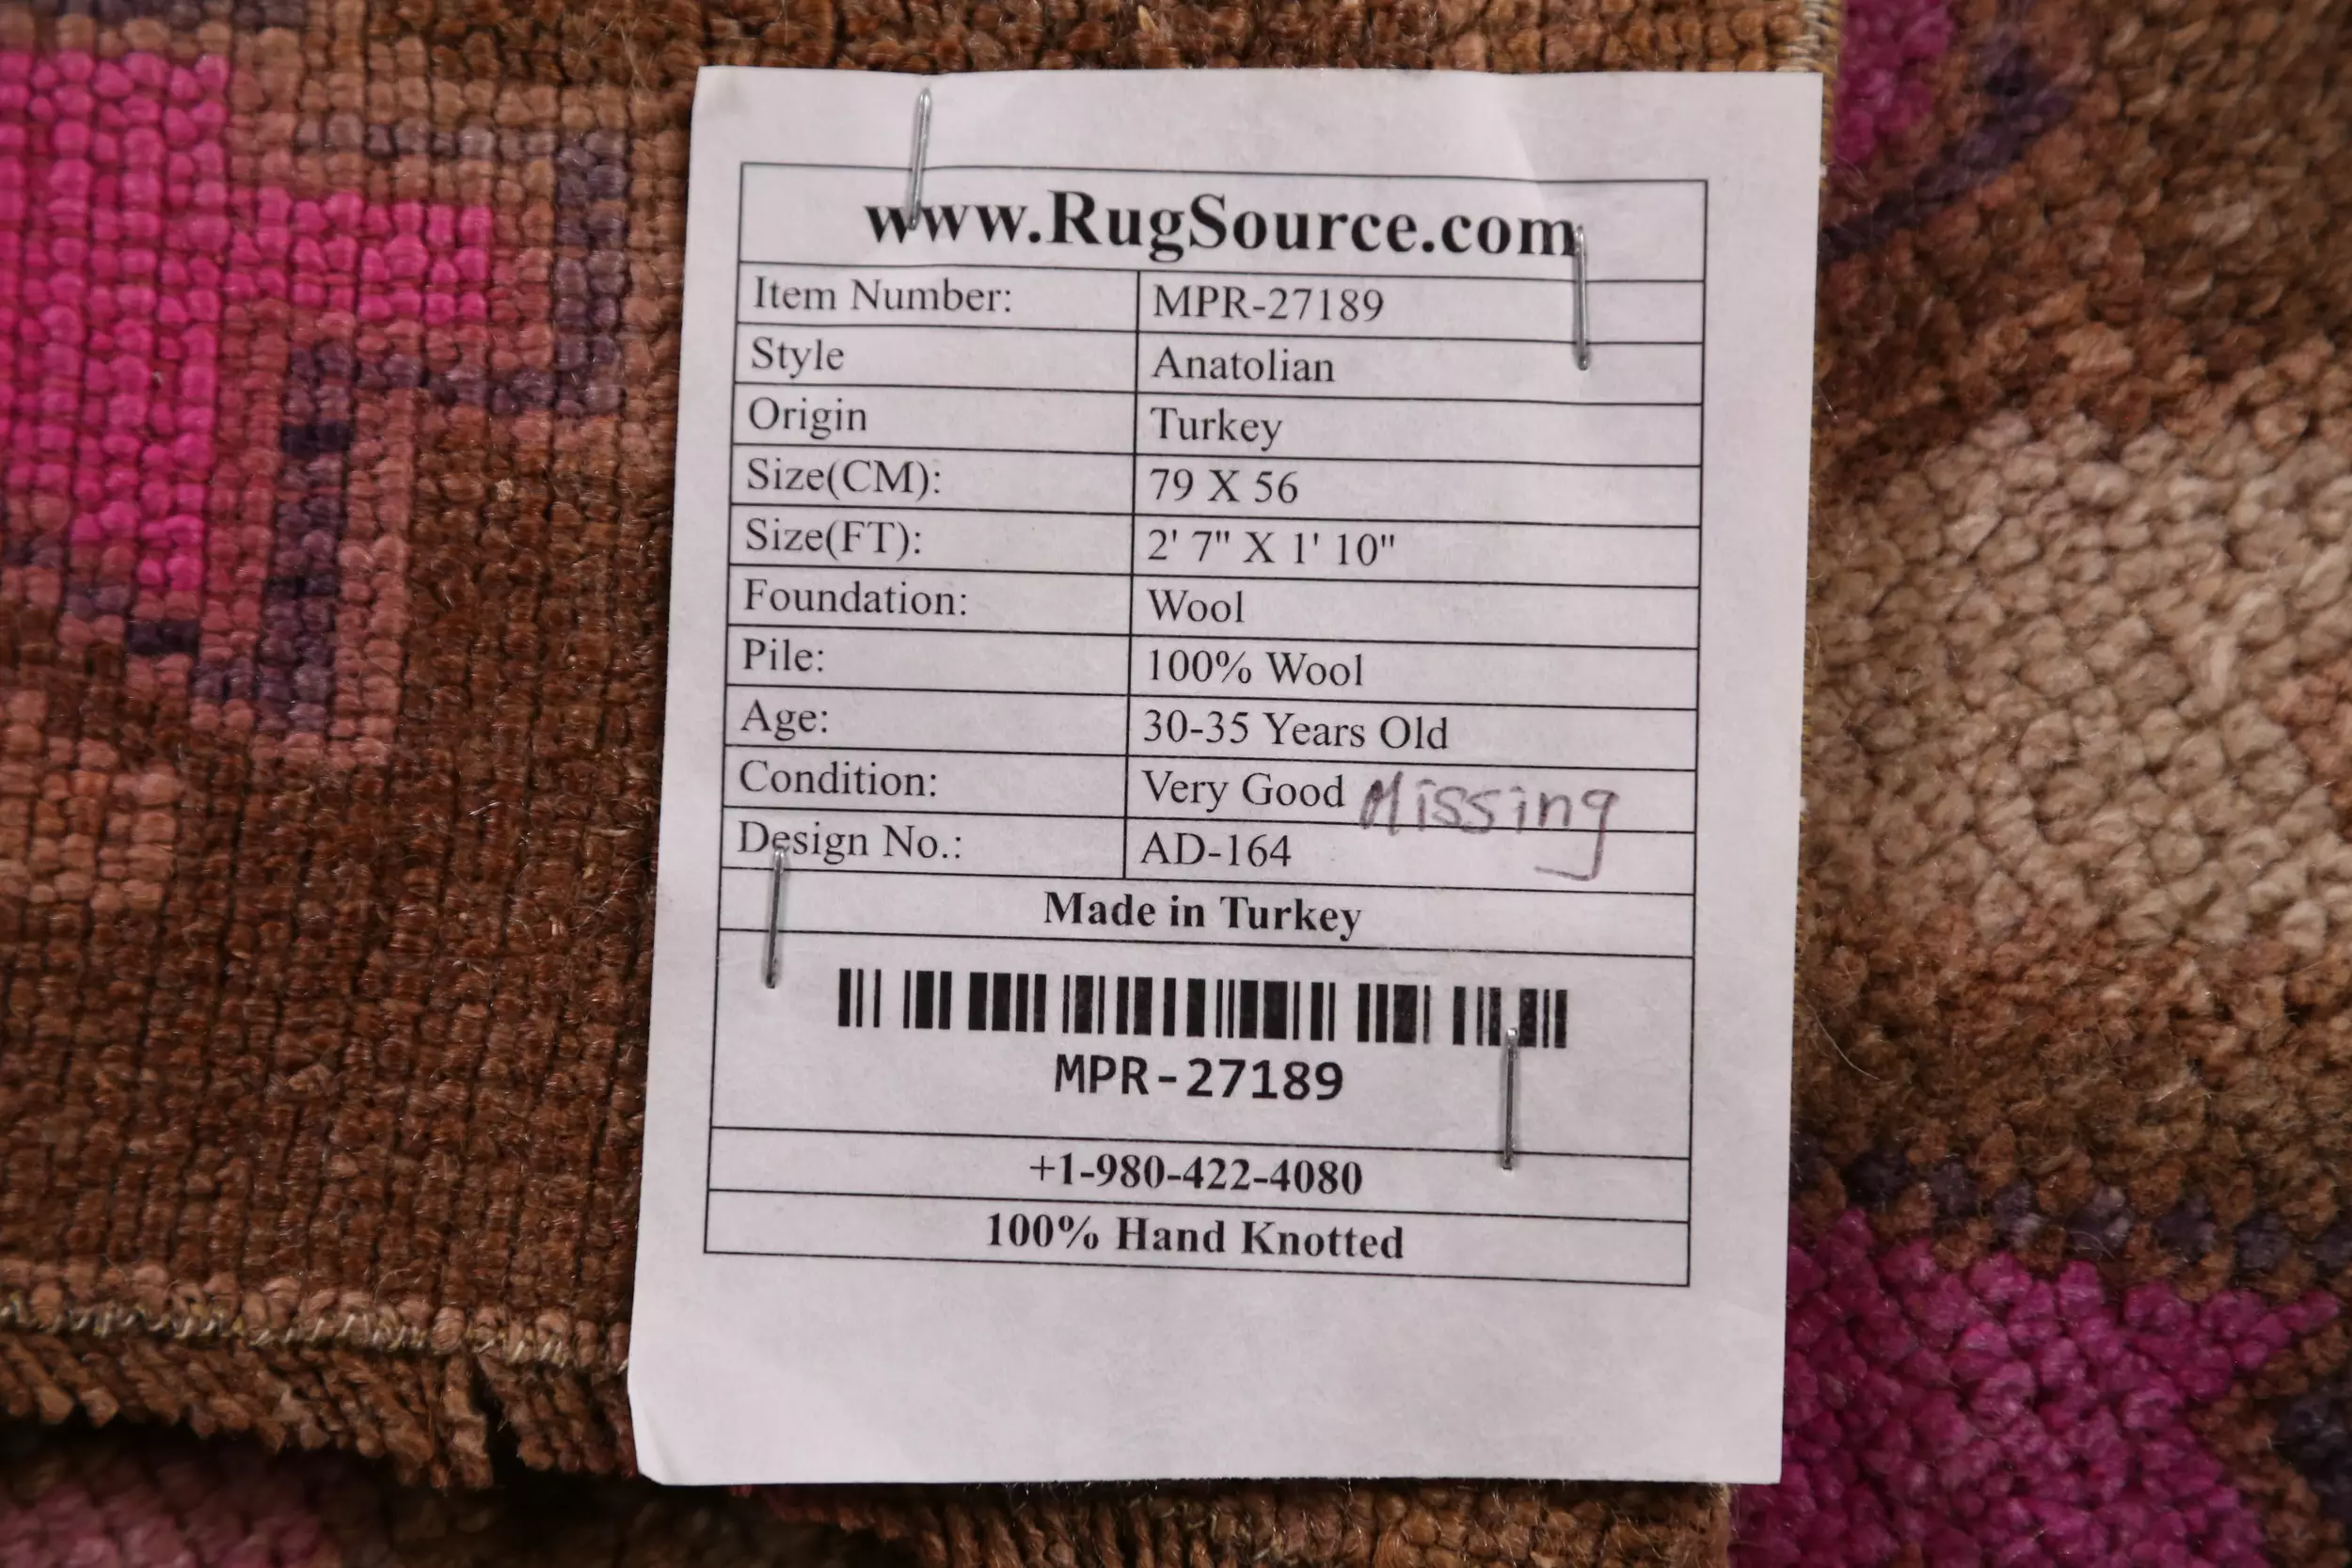 www.RugSource.com
Item Number: MPR-27189
Style Anatolian
Origin Turkey
Size(CM): 79 X 56
Size(FT): 2' 7" X 1' 10"
Foundation: Wool
Pile: 100% Wool
Age: 30-35 Years Old
Condition: Very Good Missing
Design No.: AD-164
Made in Turkey
MPR-27189
+1-980-422-4080
100% Hand Knotted